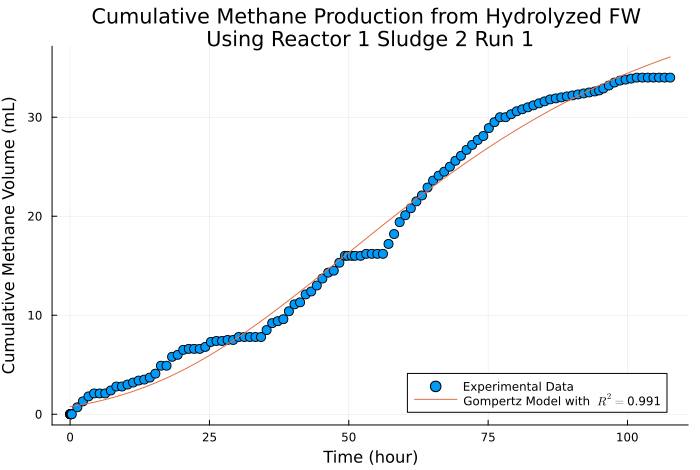 Cumulative Methane Production from Hydrolyzed FW
Using Reactor 1 Sludge 2 Run 1
Cumulative Methane Volume (mL)
30
20
10
0
0 25 50 75 100
Time (hour)
Experimental Data
Gompertz Model with R² = 0.991